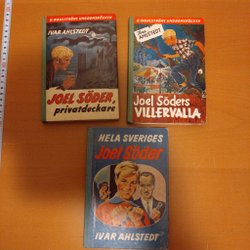 B WAHLSTRÖMS UNGDOMSBÖCKER
IVAR AHLSTEDT
JOEL SÖDER,
privatdeckare
B WAHLSTRÖMS UNGDOMSBÖCKER
IVAR AHLSTEDT
Joel Söders
VILLERVALLA
HELA SVERIGES
Joel Söder
IVAR AHLSTEDT